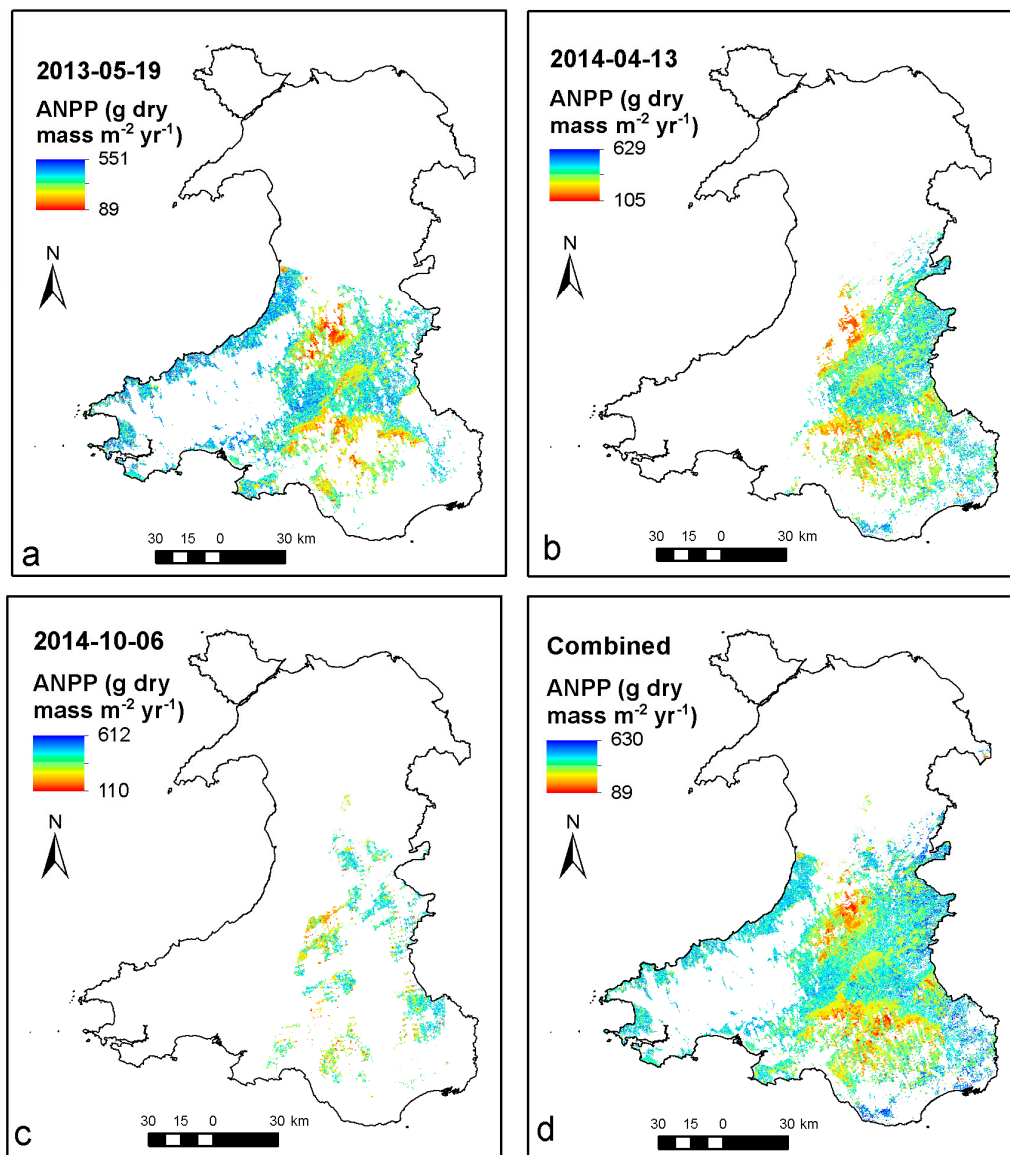 2013-05-19
ANPP (g dry
mass m⁻² yr⁻¹)
551
89
N
30 15 0 30 km
a
2014-04-13
ANPP (g dry
mass m⁻² yr⁻¹)
629
105
N
30 15 0 30 km
b
2014-10-06
ANPP (g dry
mass m⁻² yr⁻¹)
612
110
N
30 15 0 30 km
c
Combined
ANPP (g dry
mass m⁻² yr⁻¹)
630
89
N
30 15 0 30 km
d